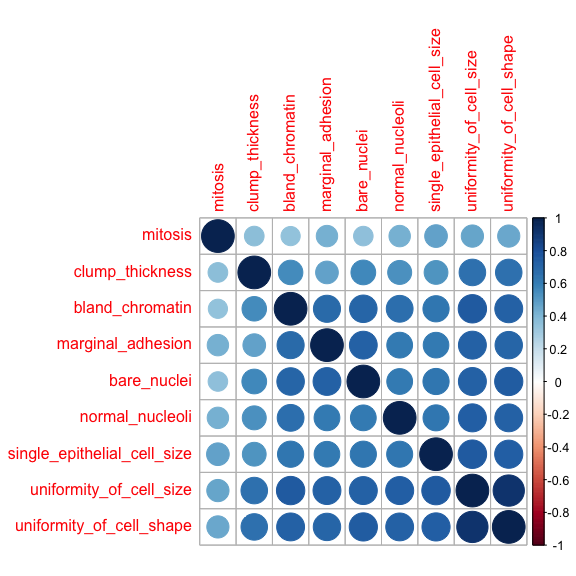 mitosis
clump_thickness
bland_chromatin
marginal_adhesion
bare_nuclei
normal_nucleoli
single_epithelial_cell_size
uniformity_of_cell_size
uniformity_of_cell_shape
mitosis
clump_thickness
bland_chromatin
marginal_adhesion
bare_nuclei
normal_nucleoli
single_epithelial_cell_size
uniformity_of_cell_size
uniformity_of_cell_shape
1
0.8
0.6
0.4
0.2
0
-0.2
-0.4
-0.6
-0.8
-1